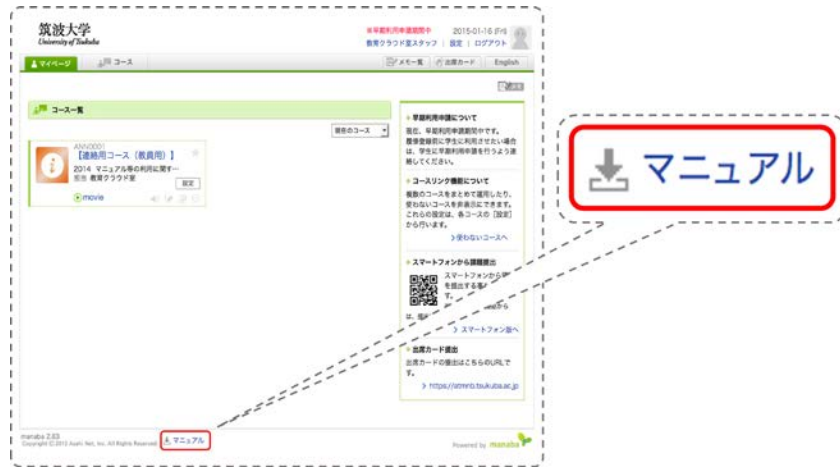 筑波大学
University of Tsukuba
※早期利用申請期間中 2015-01-16 (Fri)
教育クラウド室スタッフ | 設定 | ログアウト
マイページ コース
メモ一覧 出席カード English
メモ
コース一覧
現在のコース
ANN0001
【連絡用コース（教員用）】
2014 マニュアル等の利用に関す…
担当 教育クラウド室
設定
movie
早期利用申請について
現在、早期利用申請期間中です。
履修登録前に学生に利用させたい場合
は、学生に早期利用申請を行うよう連
絡してください。
コースリンク機能について
複数のコースをまとめて運用したり、
使わないコースを非表示にできます。
これらの設定は、各コースの［設定］
から行います。
使わないコースへ
スマートフォンから課題提出
スマートフォンから
を提出する事
す。
から
は、
スマートフォン版へ
出席カード提出
出席カードの提出はこちらのURLで
す。
https://atmnb.tsukuba.ac.jp
マニュアル
manaba 2.83
Copyright © 2013 Asahi Net, Inc. All Rights Reserved.
マニュアル
Powered by manaba